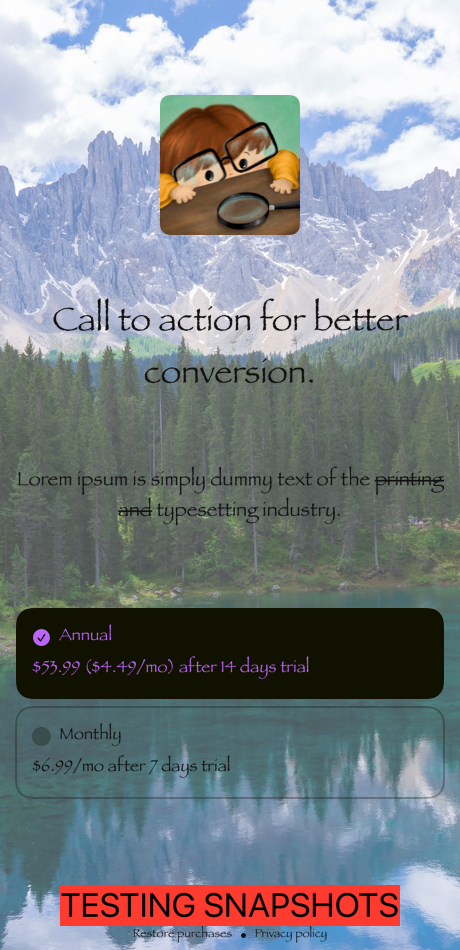 Call to action for better
conversion.
Lorem ipsum is simply dummy text of the printing
and typesetting industry.
Annual
$53.99 ($4.49/mo) after 14 days trial
Monthly
$6.99/mo after 7 days trial
TESTING SNAPSHOTS
Restore purchases • Privacy policy